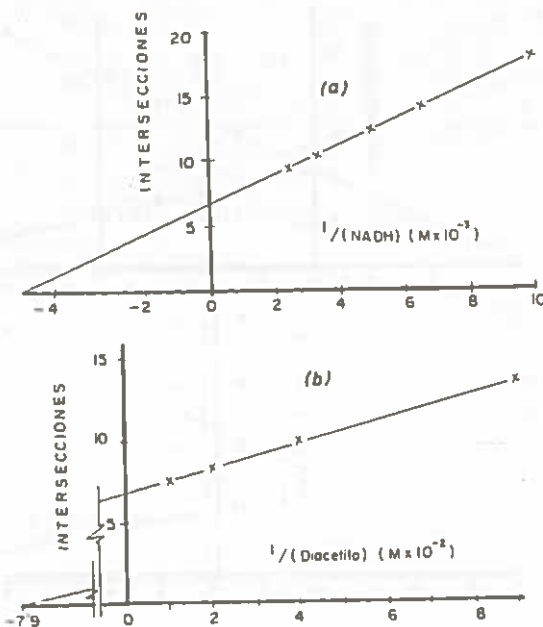 INTERSECCIONES
20
15
10
5
(a)
1/(NADH) (M x 10⁻³)
-4 -2 0 2 4 6 8 10
INTERSECCIONES
15
10
5
(b)
1/(Diacetilo) (M x 10⁻²)
-7 9 0 2 4 6 8